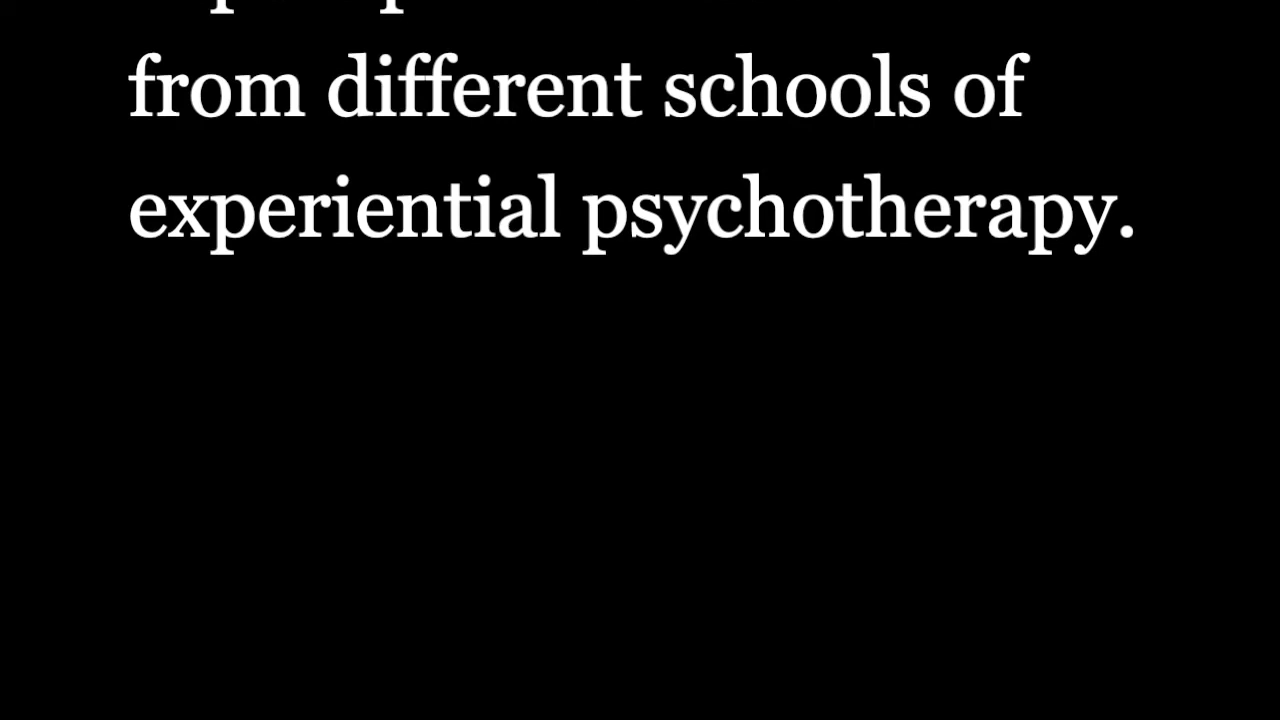 from different schools of
experiential psychotherapy.